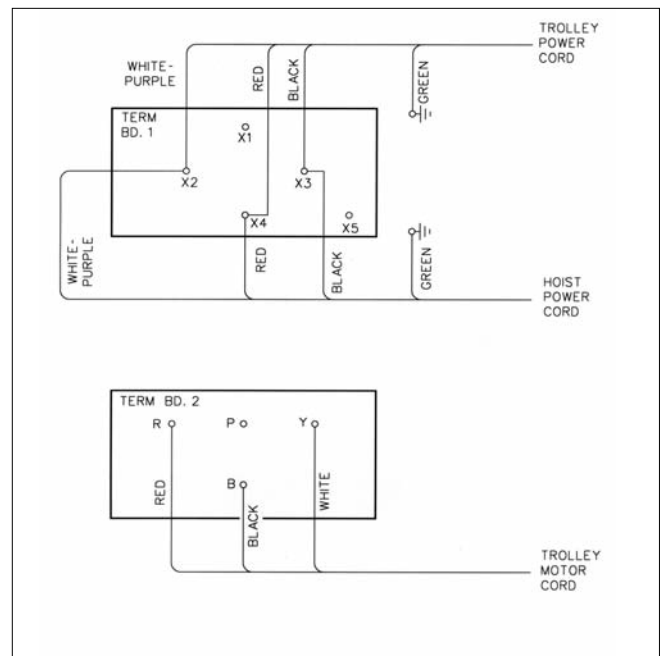 TROLLEY
POWER
CORD
WHITE-
PURPLE
RED
BLACK
GREEN
TERM
BD. 1
X1
X2
X3
X4
X5
WHITE-
PURPLE
RED
BLACK
GREEN
HOIST
POWER
CORD
TERM BD. 2
R
P
Y
B
RED
BLACK
WHITE
TROLLEY
MOTOR
CORD